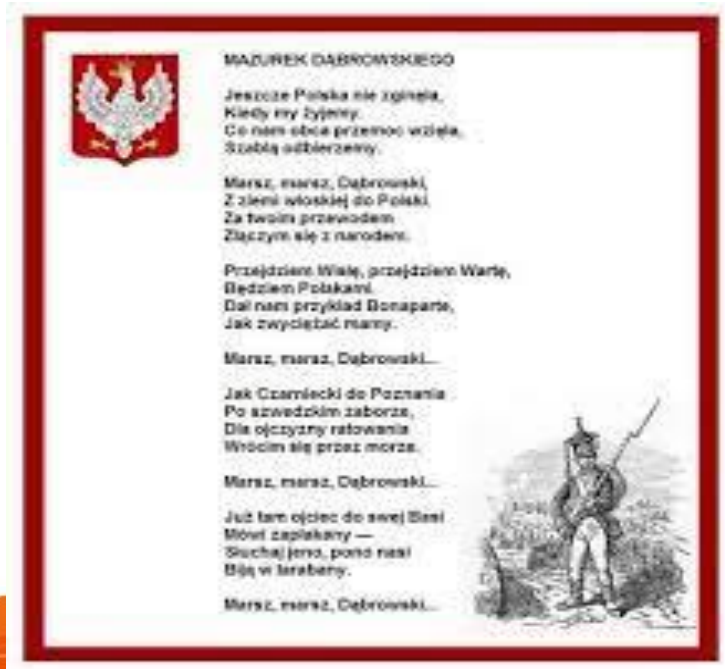 MAZUREK DĄBROWSKIEGO
Jeszcze Polska nie zginęła,
Kiedy my żyjemy.
Co nam obca przemoc wzięła,
Szablą odbierzemy.
Marsz, marsz, Dąbrowski,
Z ziemi włoskiej do Polski.
Za twoim przewodem
Złączym się z narodem.
Przejdziem Wisłę, przejdziem Wartę,
Będziem Polakami.
Dał nam przykład Bonaparte,
Jak zwyciężać mamy.
Marsz, marsz, Dąbrowski...
Jak Czarniecki do Poznania
Po szwedzkim zaborze,
Dla ojczyzny ratowania
Wrócim się przez morze.
Marsz, marsz, Dąbrowski...
Już tam ojciec do swej Basi
Mówi zapłakany —
Słuchaj jeno, pono nasi
Biją w tarabany.
Marsz, marsz, Dąbrowski...